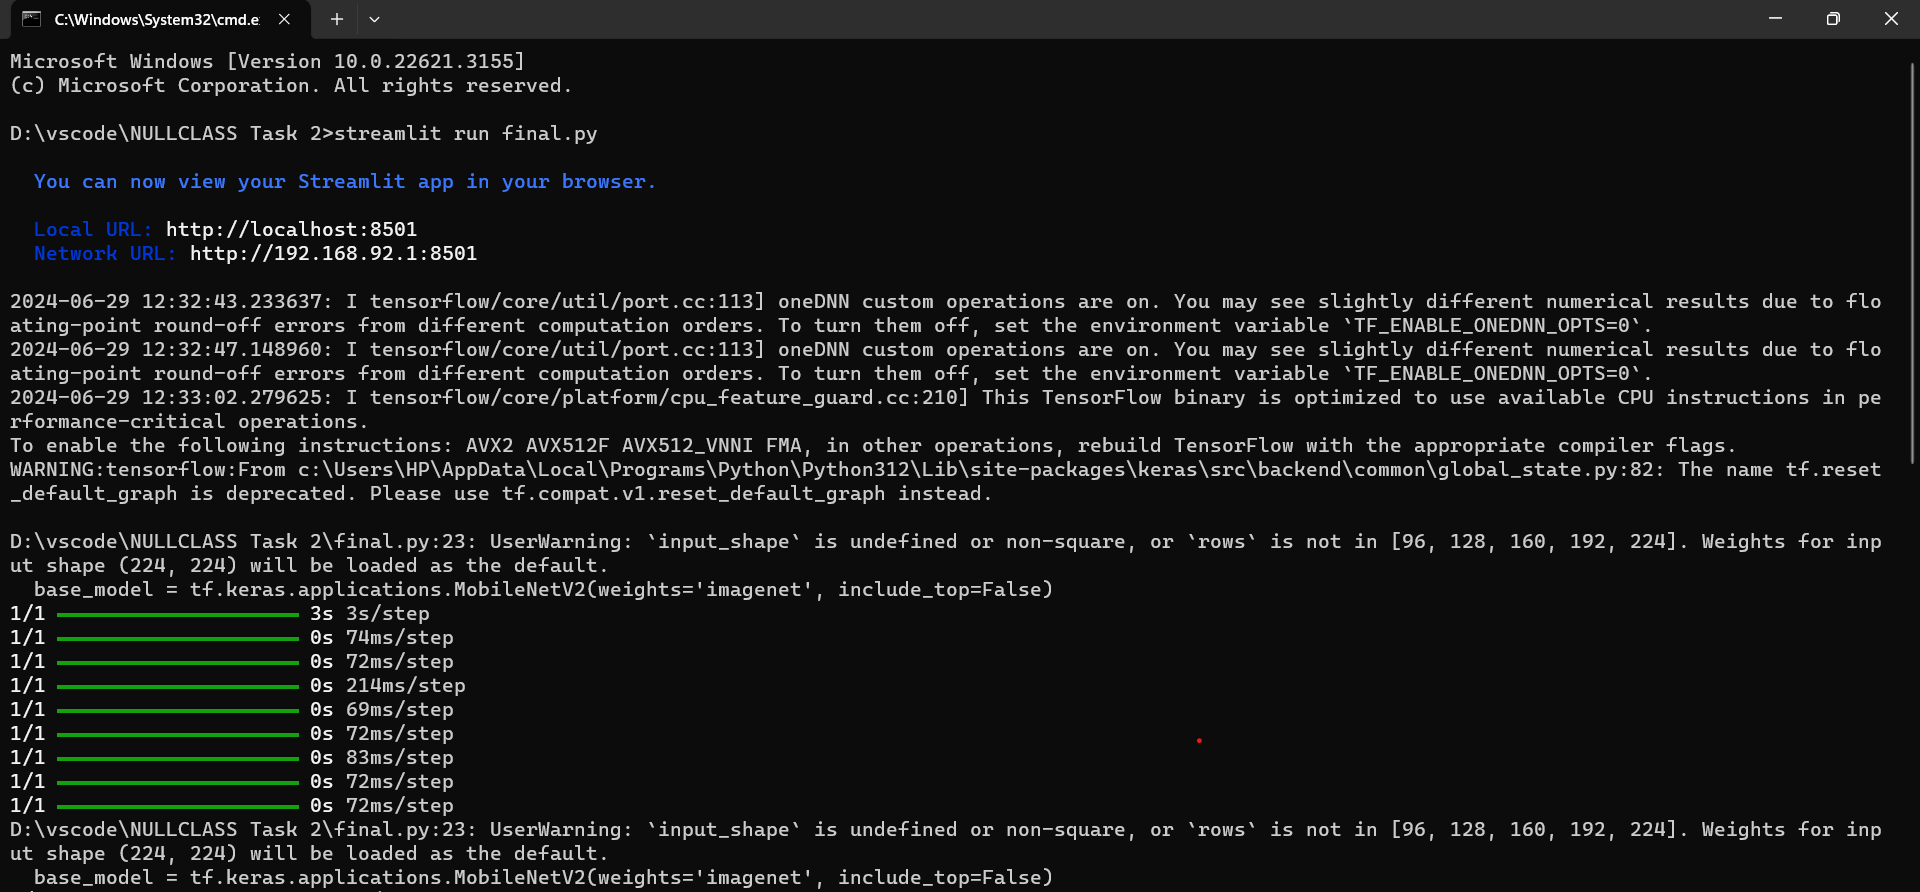 C:\Windows\System32\cmd.e
Microsoft Windows [Version 10.0.22621.3155]
(c) Microsoft Corporation. All rights reserved.
D:\vscode\NULLCLASS Task 2>streamlit run final.py
You can now view your Streamlit app in your browser.
Local URL: http://localhost:8501
Network URL: http://192.168.92.1:8501
2024-06-29 12:32:43.233637: I tensorflow/core/util/port.cc:113] oneDNN custom operations are on. You may see slightly different numerical results due to flo
ating-point round-off errors from different computation orders. To turn them off, set the environment variable `TF_ENABLE_ONEDNN_OPTS=0`.
2024-06-29 12:32:47.148960: I tensorflow/core/util/port.cc:113] oneDNN custom operations are on. You may see slightly different numerical results due to flo
ating-point round-off errors from different computation orders. To turn them off, set the environment variable `TF_ENABLE_ONEDNN_OPTS=0`.
2024-06-29 12:33:02.279625: I tensorflow/core/platform/cpu_feature_guard.cc:210] This TensorFlow binary is optimized to use available CPU instructions in pe
rformance-critical operations.
To enable the following instructions: AVX2 AVX512F AVX512_VNNI FMA, in other operations, rebuild TensorFlow with the appropriate compiler flags.
WARNING:tensorflow:From c:\Users\HP\AppData\Local\Programs\Python\Python312\Lib\site-packages\keras\src\backend\common\global_state.py:82: The name tf.reset
_default_graph is deprecated. Please use tf.compat.v1.reset_default_graph instead.
D:\vscode\NULLCLASS Task 2\final.py:23: UserWarning: `input_shape` is undefined or non-square, or `rows` is not in [96, 128, 160, 192, 224]. Weights for inp
ut shape (224, 224) will be loaded as the default.
base_model = tf.keras.applications.MobileNetV2(weights='imagenet', include_top=False)
1/1 3s 3s/step
1/1 0s 74ms/step
1/1 0s 72ms/step
1/1 0s 214ms/step
1/1 0s 69ms/step
1/1 0s 72ms/step
1/1 0s 83ms/step
1/1 0s 72ms/step
1/1 0s 72ms/step
D:\vscode\NULLCLASS Task 2\final.py:23: UserWarning: `input_shape` is undefined or non-square, or `rows` is not in [96, 128, 160, 192, 224]. Weights for inp
ut shape (224, 224) will be loaded as the default.
base_model = tf.keras.applications.MobileNetV2(weights='imagenet', include_top=False)